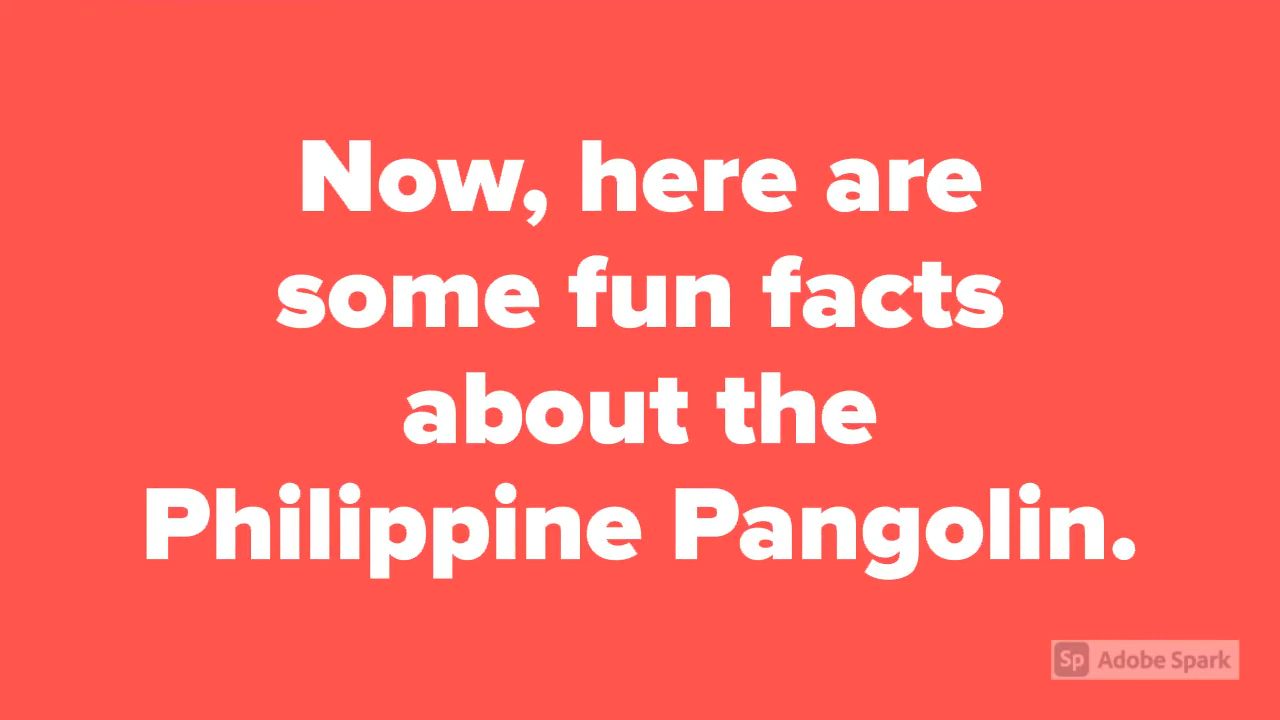 Now, here are
some fun facts
about the
Philippine Pangolin.
Sp Adobe Spark